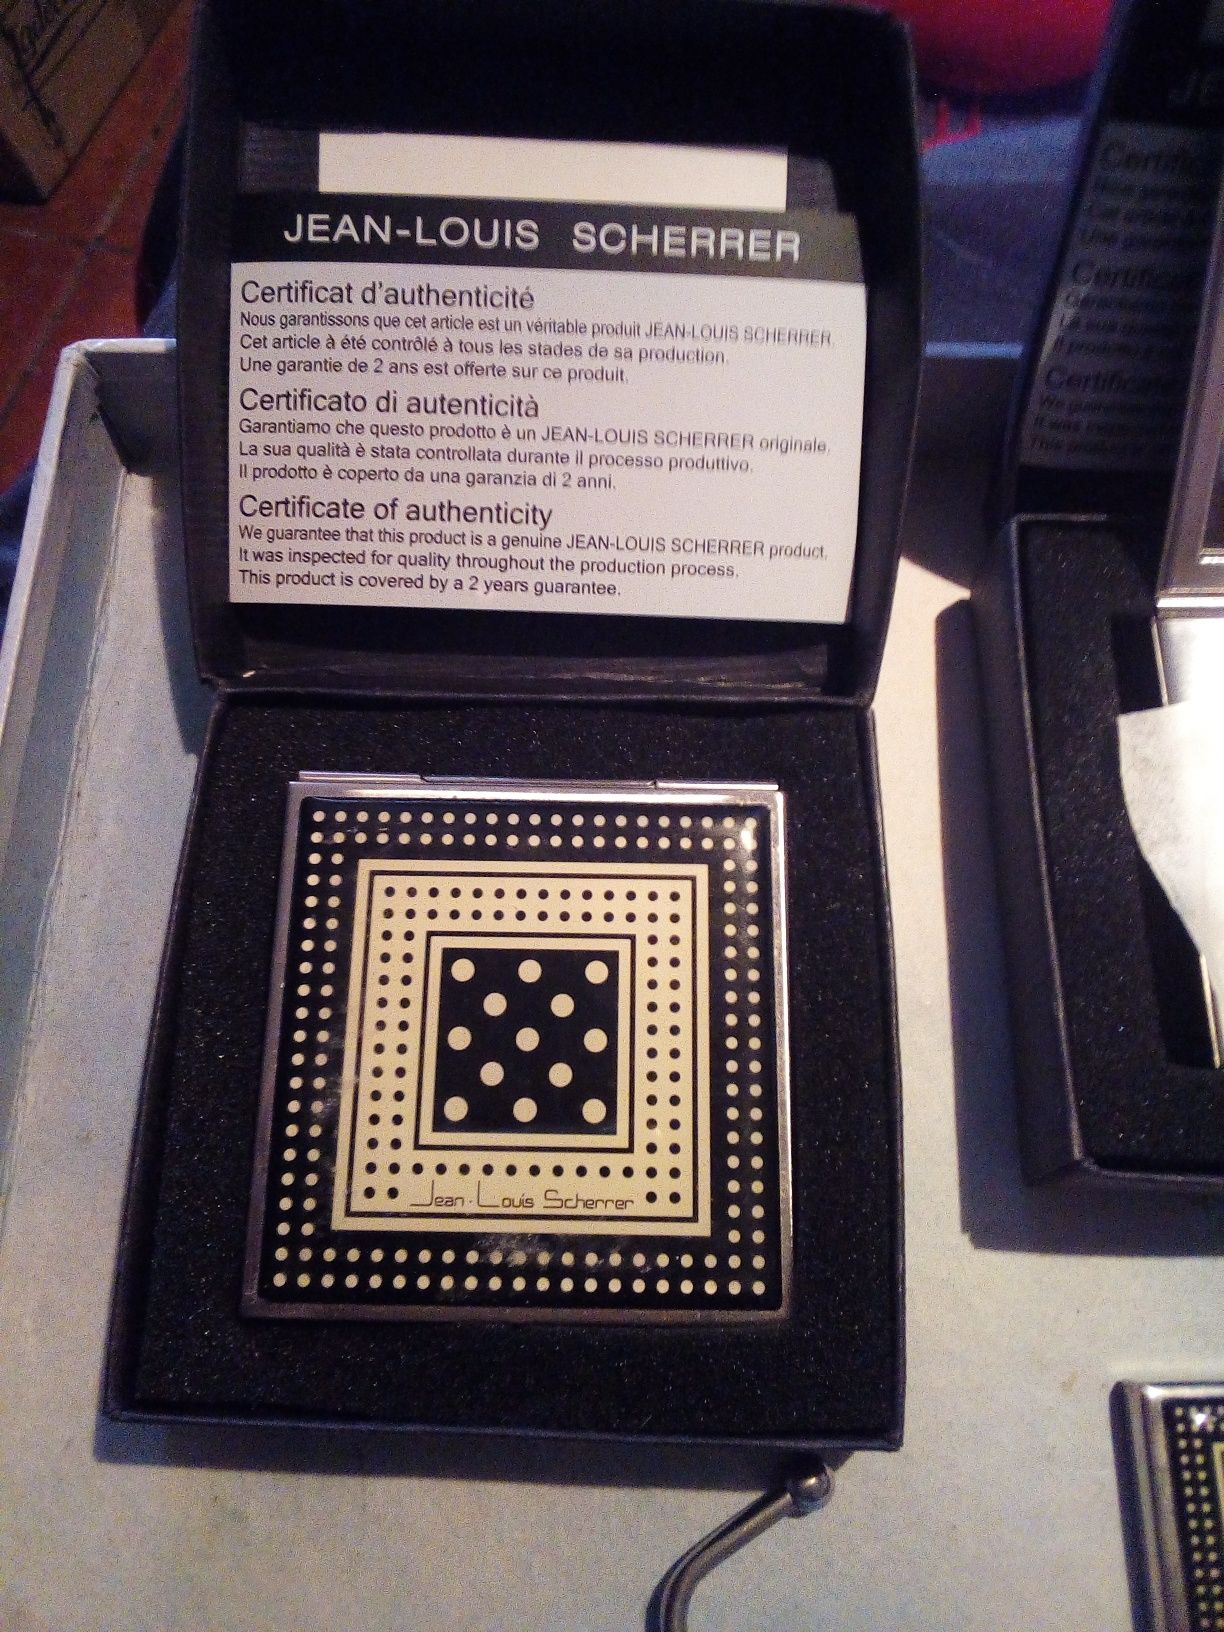 JEAN-LOUIS SCHERRER
Certificat d'authenticité
Nous garantissons que cet article est un véritable produit JEAN-LOUIS SCHERRER.
Cet article à été contrôlé à tous les stades de sa production.
Une garantie de 2 ans est offerte sur ce produit.
Certificato di autenticità
Garantiamo che questo prodotto è un JEAN-LOUIS SCHERRER originale.
La sua qualità è stata controllata durante il processo produttivo.
Il prodotto è coperto da una garanzia di 2 anni.
Certificate of authenticity
We guarantee that this product is a genuine JEAN-LOUIS SCHERRER product.
It was inspected for quality throughout the production process.
This product is covered by a 2 years guarantee.
Jean-Louis Scherrer